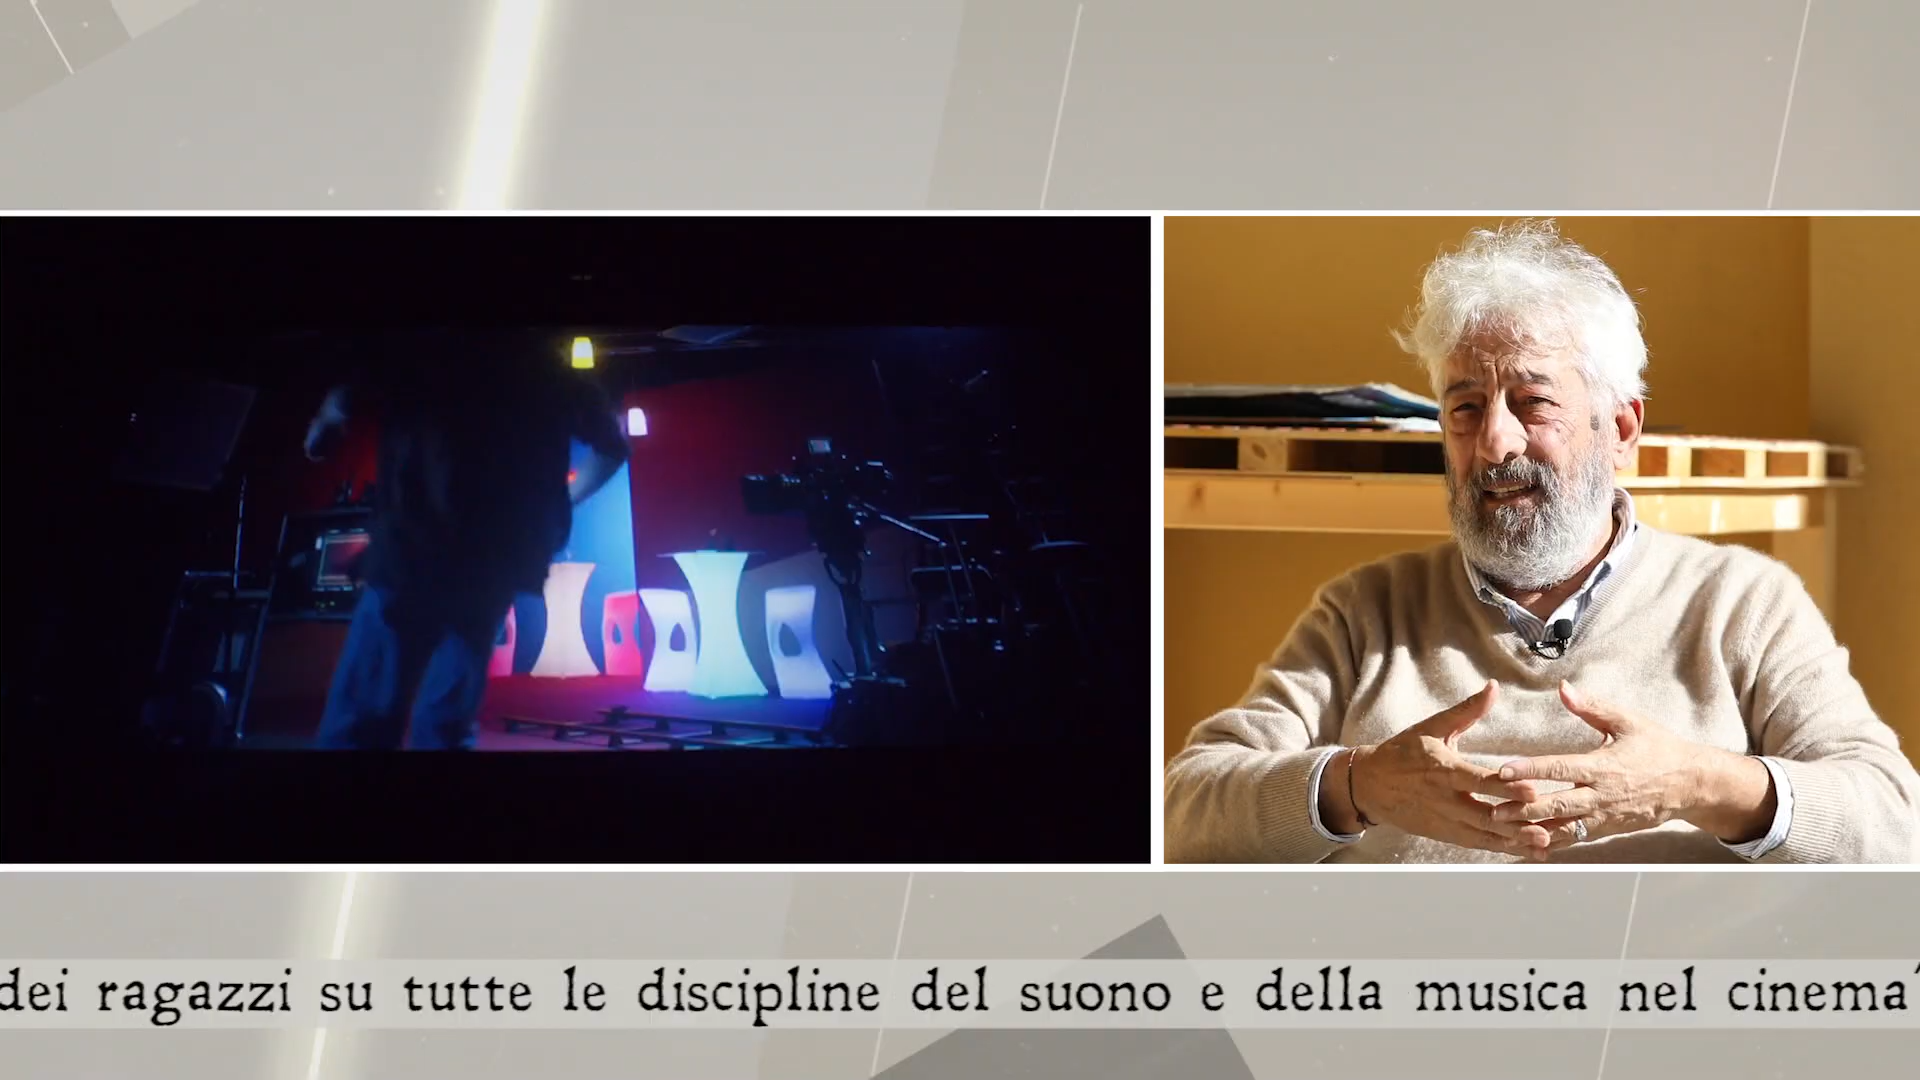 dei ragazzi su tutte le discipline del suono e della musica nel cinema"